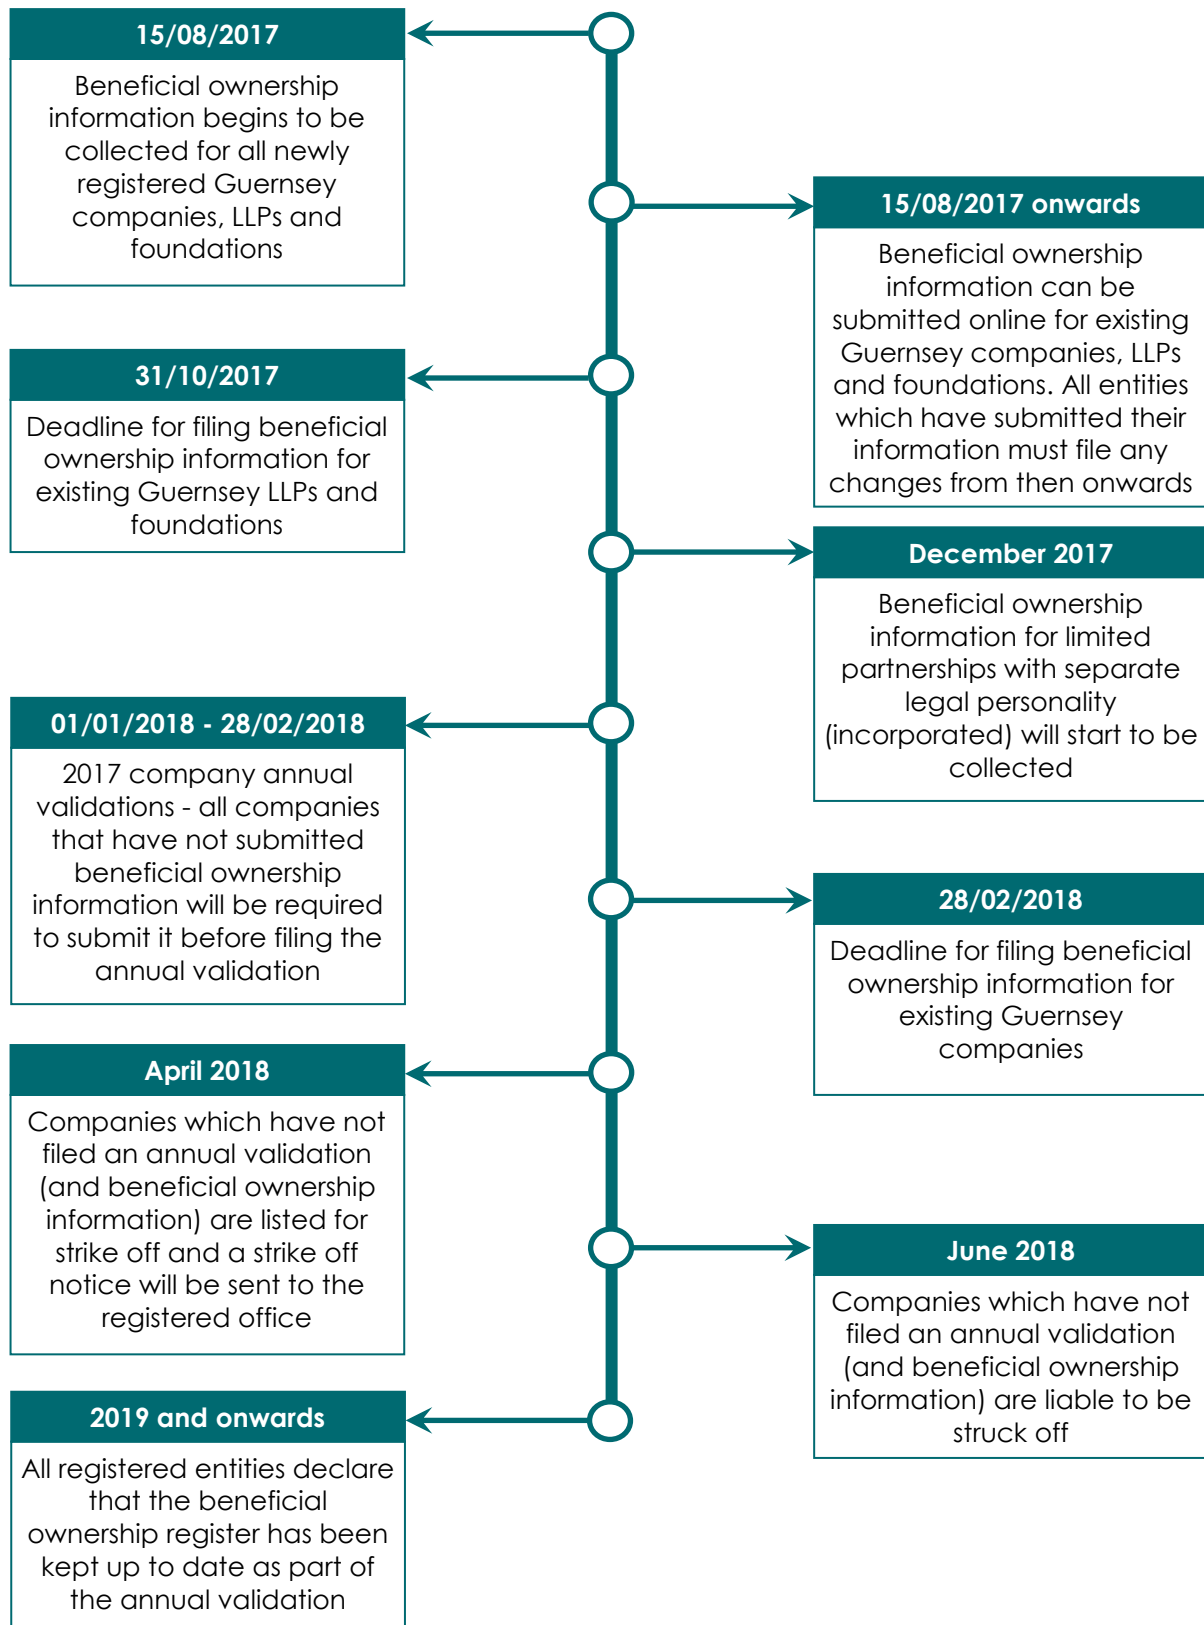 15/08/2017
Beneficial ownership
information begins to be
collected for all newly
registered Guernsey
companies, LLPs and
foundations
15/08/2017 onwards
Beneficial ownership
information can be
submitted online for existing
Guernsey companies, LLPs
and foundations. All entities
which have submitted their
information must file any
changes from then onwards
31/10/2017
Deadline for filing beneficial
ownership information for
existing Guernsey LLPs and
foundations
December 2017
Beneficial ownership
information for limited
partnerships with separate
legal personality
(incorporated) will start to be
collected
01/01/2018 - 28/02/2018
2017 company annual
validations - all companies
that have not submitted
beneficial ownership
information will be required
to submit it before filing the
annual validation
28/02/2018
Deadline for filing beneficial
ownership information for
existing Guernsey
companies
April 2018
Companies which have not
filed an annual validation
(and beneficial ownership
information) are listed for
strike off and a strike off
notice will be sent to the
registered office
June 2018
Companies which have not
filed an annual validation
(and beneficial ownership
information) are liable to be
struck off
2019 and onwards
All registered entities declare
that the beneficial
ownership register has been
kept up to date as part of
the annual validation